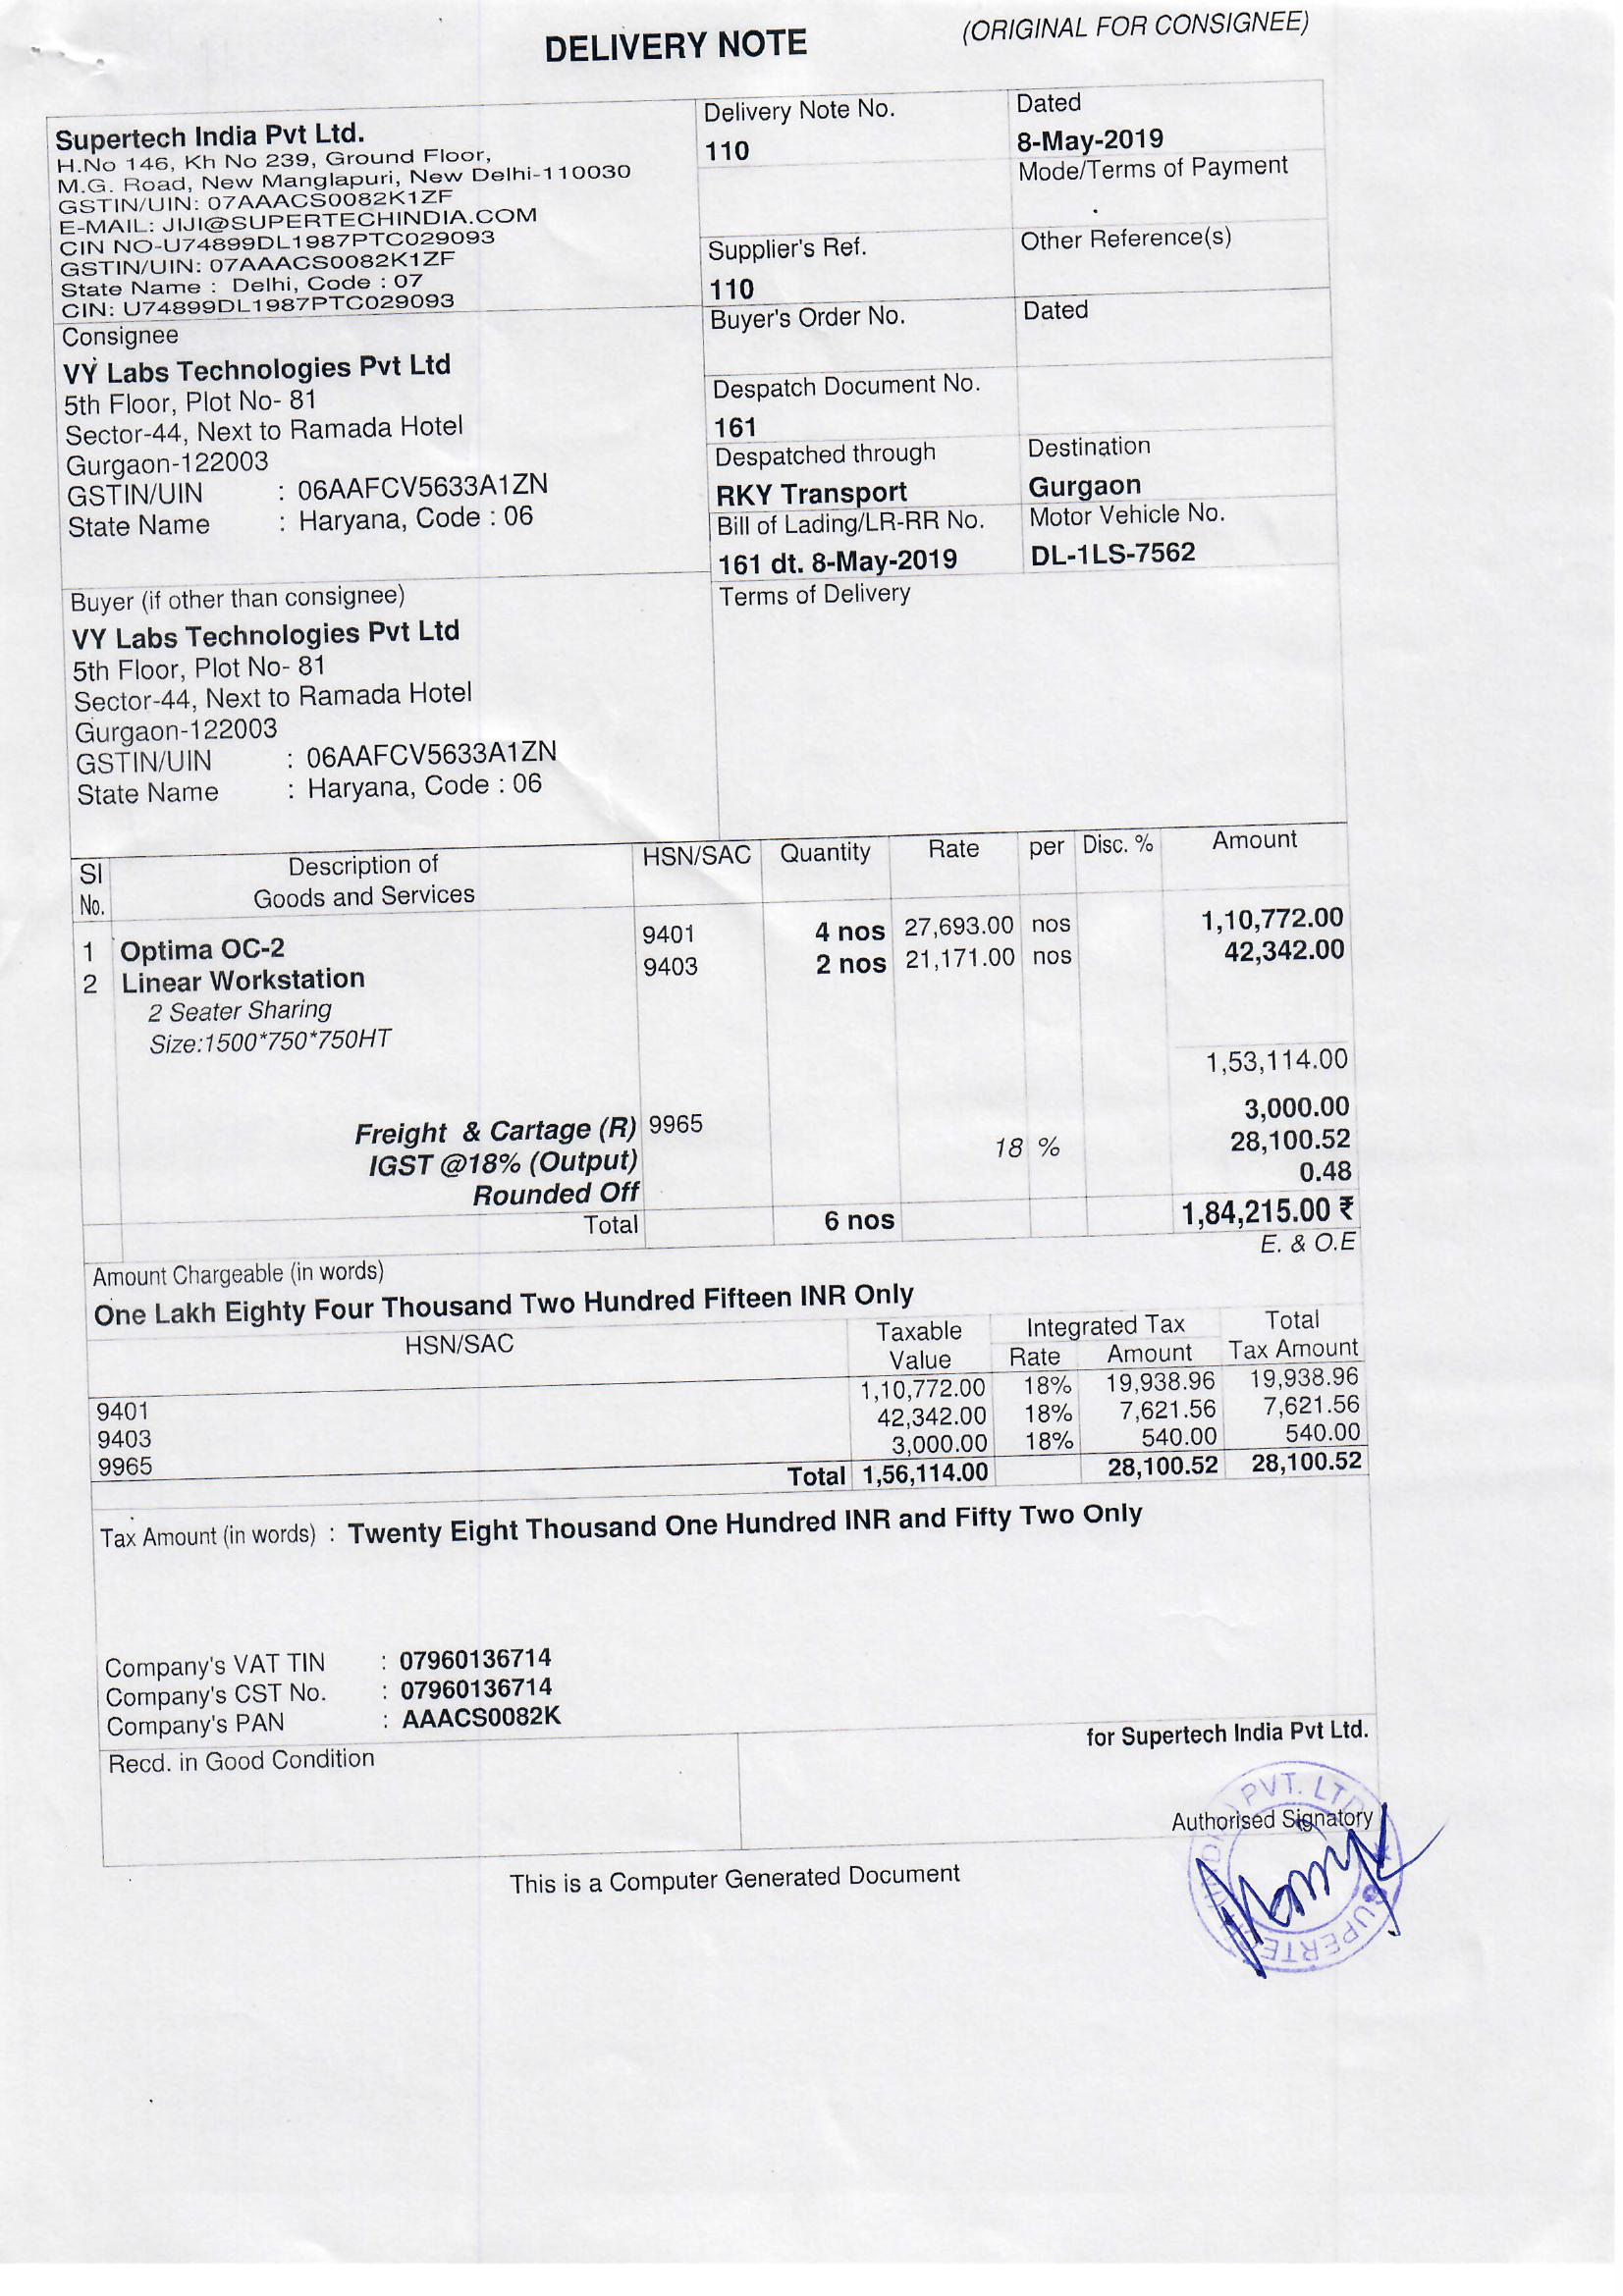 DELIVERY NOTE
(ORIGINAL FOR CONSIGNEE)
Supertech India Pvt Ltd.
H.No 146, Kh No 239, Ground Floor,
M.G. Road, New Manglapuri, New Delhi-110030
GSTIN/UIN: 07AAACS0082K1ZF
E-MAIL: JIJI@SUPERTECHINDIA.COM
CIN NO-U74899DL1987PTC029093
GSTIN/UIN: 07AAACS0082K1ZF
State Name : Delhi, Code : 07
CIN: U74899DL1987PTC029093
Delivery Note No.
110
Dated
8-May-2019
Mode/Terms of Payment
Supplier's Ref.
110
Other Reference(s)
Buyer's Order No.
Dated
Despatch Document No.
161
Despatched through
RKY Transport
Destination
Gurgaon
Bill of Lading/LR-RR No.
161 dt. 8-May-2019
Motor Vehicle No.
DL-1LS-7562
Terms of Delivery
Consignee
VY Labs Technologies Pvt Ltd
5th Floor, Plot No- 81
Sector-44, Next to Ramada Hotel
Gurgaon-122003
GSTIN/UIN : 06AAFCV5633A1ZN
State Name : Haryana, Code : 06
Buyer (if other than consignee)
VY Labs Technologies Pvt Ltd
5th Floor, Plot No- 81
Sector-44, Next to Ramada Hotel
Gurgaon-122003
GSTIN/UIN : 06AAFCV5633A1ZN
State Name : Haryana, Code : 06
SI No. Description of Goods and Services HSN/SAC Quantity Rate per Disc. % Amount
1 Optima OC-2 9401 4 nos 27,693.00 nos 1,10,772.00
2 Linear Workstation 9403 2 nos 21,171.00 nos 42,342.00
2 Seater Sharing
Size:1500*750*750HT
1,53,114.00
Freight & Cartage (R) 9965 3,000.00
IGST @18% (Output) 18 % 28,100.52
Rounded Off 0.48
Total 6 nos 1,84,215.00 ₹
E. & O.E
Amount Chargeable (in words)
One Lakh Eighty Four Thousand Two Hundred Fifteen INR Only
HSN/SAC Taxable Value Integrated Tax Rate Amount Total Tax Amount
9401 1,10,772.00 18% 19,938.96 19,938.96
9403 42,342.00 18% 7,621.56 7,621.56
9965 3,000.00 18% 540.00 540.00
Total 1,56,114.00 28,100.52 28,100.52
Tax Amount (in words) : Twenty Eight Thousand One Hundred INR and Fifty Two Only
Company's VAT TIN : 07960136714
Company's CST No. : 07960136714
Company's PAN : AAACS0082K
Recd. in Good Condition
for Supertech India Pvt Ltd.
PVT. LTD
Authorised Signatory
This is a Computer Generated Document